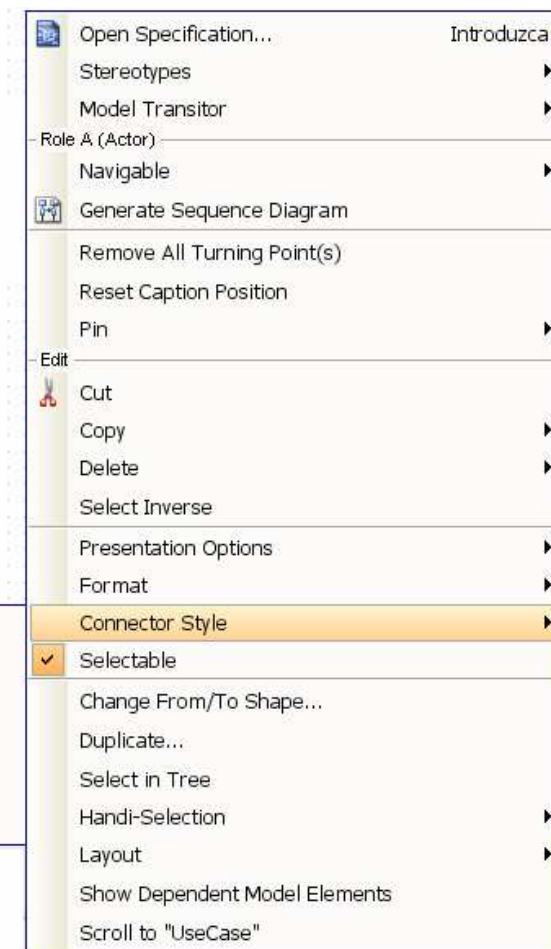 Open Specification... Introduzca
Stereotypes
Model Transitor
Role A (Actor)
Navigable
Generate Sequence Diagram
Remove All Turning Point(s)
Reset Caption Position
Pin
Edit
Cut
Copy
Delete
Select Inverse
Presentation Options
Format
Connector Style
Selectable
Change From/To Shape...
Duplicate...
Select in Tree
Handi-Selection
Layout
Show Dependent Model Elements
Scroll to "UseCase"